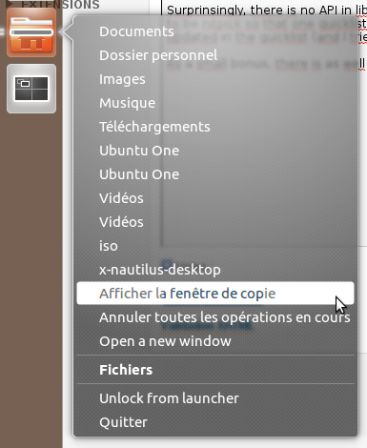 EXTENSIONS
Surprinsingly, there is no API in lib
Documents
Dossier personnel
Images
Musique
Téléchargements
Ubuntu One
Ubuntu One
Vidéos
Vidéos
iso
x-nautilus-desktop
Afficher la fenêtre de copie
Annuler toutes les opérations en cours
Open a new window
Fichiers
Unlock from launcher
Quitter